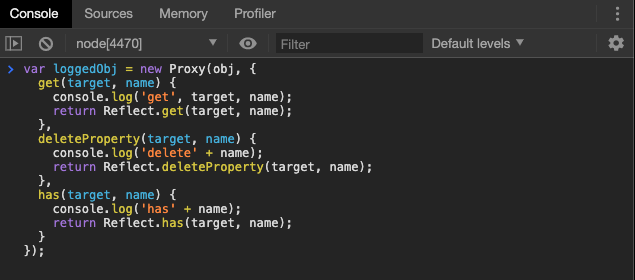 Console Sources Memory Profiler
node[4470] Filter Default levels
var loggedObj = new Proxy(obj, {
  get(target, name) {
    console.log('get', target, name);
    return Reflect.get(target, name);
  },
  deleteProperty(target, name) {
    console.log('delete' + name);
    return Reflect.deleteProperty(target, name);
  },
  has(target, name) {
    console.log('has' + name);
    return Reflect.has(target, name);
  }
});